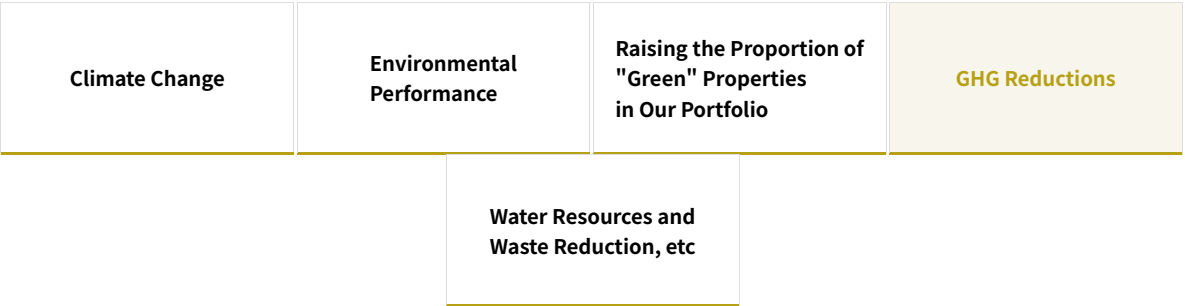 Climate Change
Environmental
Performance
Raising the Proportion of
"Green" Properties
in Our Portfolio
GHG Reductions
Water Resources and
Waste Reduction, etc